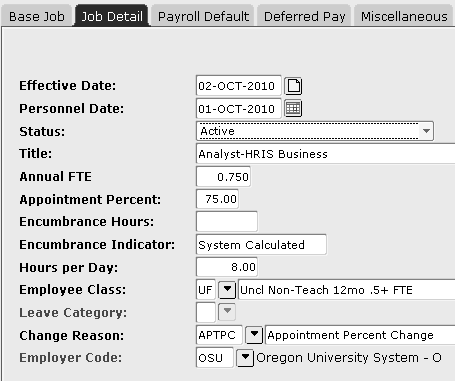 Base Job Job Detail Payroll Default Deferred Pay Miscellaneous
Effective Date: 02-OCT-2010
Personnel Date: 01-OCT-2010
Status: Active
Title: Analyst-HRIS Business
Annual FTE 0.750
Appointment Percent: 75.00
Encumbrance Hours:
Encumbrance Indicator: System Calculated
Hours per Day: 8.00
Employee Class: UF Uncl Non-Teach 12mo .5+ FTE
Leave Category:
Change Reason: APTPC Appointment Percent Change
Employer Code: OSU Oregon University System - O